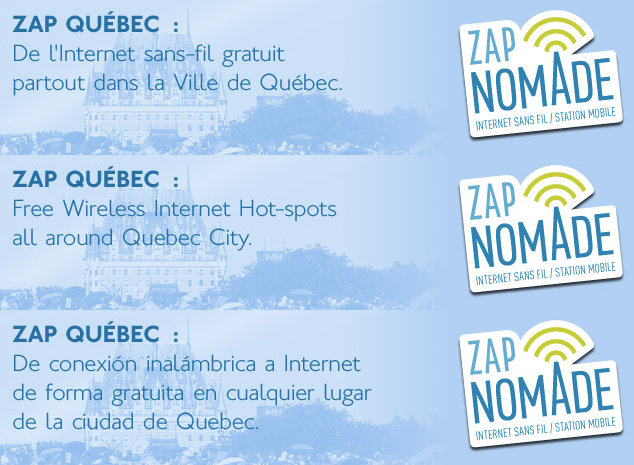 ZAP QUÉBEC :
De l'Internet sans-fil gratuit
partout dans la Ville de Québec.
ZAP
NOMADE
INTERNET SANS FIL / STATION MOBILE
ZAP QUÉBEC :
Free Wireless Internet Hot-spots
all around Quebec City.
ZAP
NOMADE
INTERNET SANS FIL / STATION MOBILE
ZAP QUÉBEC :
De conexión inalámbrica a Internet
de forma gratuita en cualquier lugar
de la ciudad de Quebec.
ZAP
NOMADE
INTERNET SANS FIL / STATION MOBILE